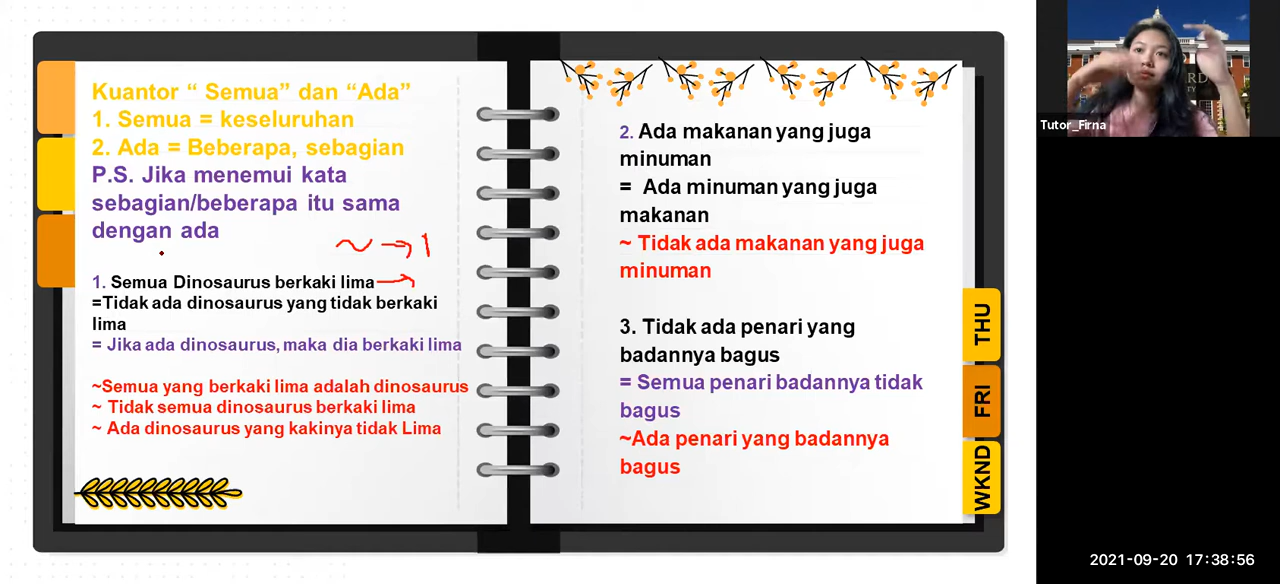 Kuantor “ Semua” dan “Ada”
1. Semua = keseluruhan
2. Ada = Beberapa, sebagian
P.S. Jika menemui kata
sebagian/beberapa itu sama
dengan ada
~ → 1
1. Semua Dinosaurus berkaki lima
=Tidak ada dinosaurus yang tidak berkaki
lima
= Jika ada dinosaurus, maka dia berkaki lima
~Semua yang berkaki lima adalah dinosaurus
~ Tidak semua dinosaurus berkaki lima
~ Ada dinosaurus yang kakinya tidak Lima
2. Ada makanan yang juga
minuman
= Ada minuman yang juga
makanan
~ Tidak ada makanan yang juga
minuman
3. Tidak ada penari yang
badannya bagus
= Semua penari badannya tidak
bagus
~Ada penari yang badannya
bagus
THU
FRI
WKND
Tutor_Firna
2021-09-20 17:38:56